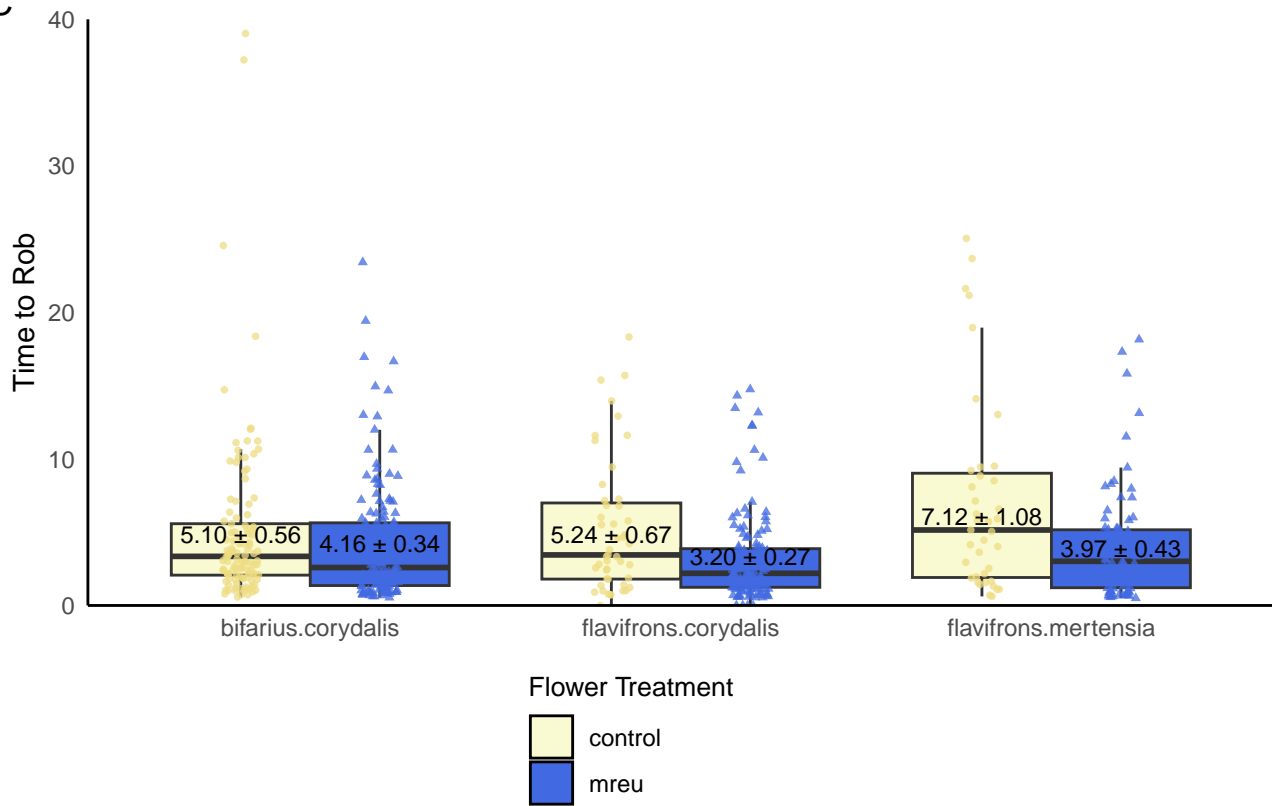 40
30
20
10
0
Time to Rob
5.10 ± 0.56
4.16 ± 0.34
5.24 ± 0.67
3.20 ± 0.27
7.12 ± 1.08
3.97 ± 0.43
bifarius.corydalis
flavifrons.corydalis
flavifrons.mertensia
Flower Treatment
control
mreu